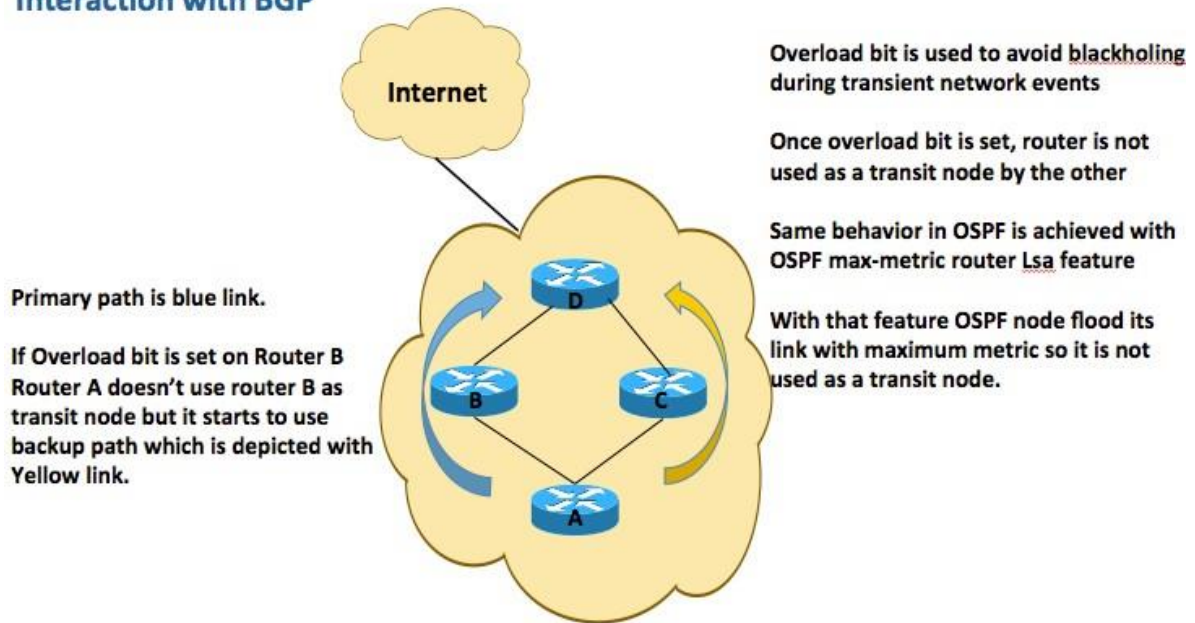 Interaction with BGP
Internet
Overload bit is used to avoid blackholing
during transient network events
Once overload bit is set, router is not
used as a transit node by the other
Same behavior in OSPF is achieved with
OSPF max-metric router Lsa feature
With that feature OSPF node flood its
link with maximum metric so it is not
used as a transit node.
Primary path is blue link.
If Overload bit is set on Router B
Router A doesn't use router B as
transit node but it starts to use
backup path which is depicted with
Yellow link.
D
B
C
A